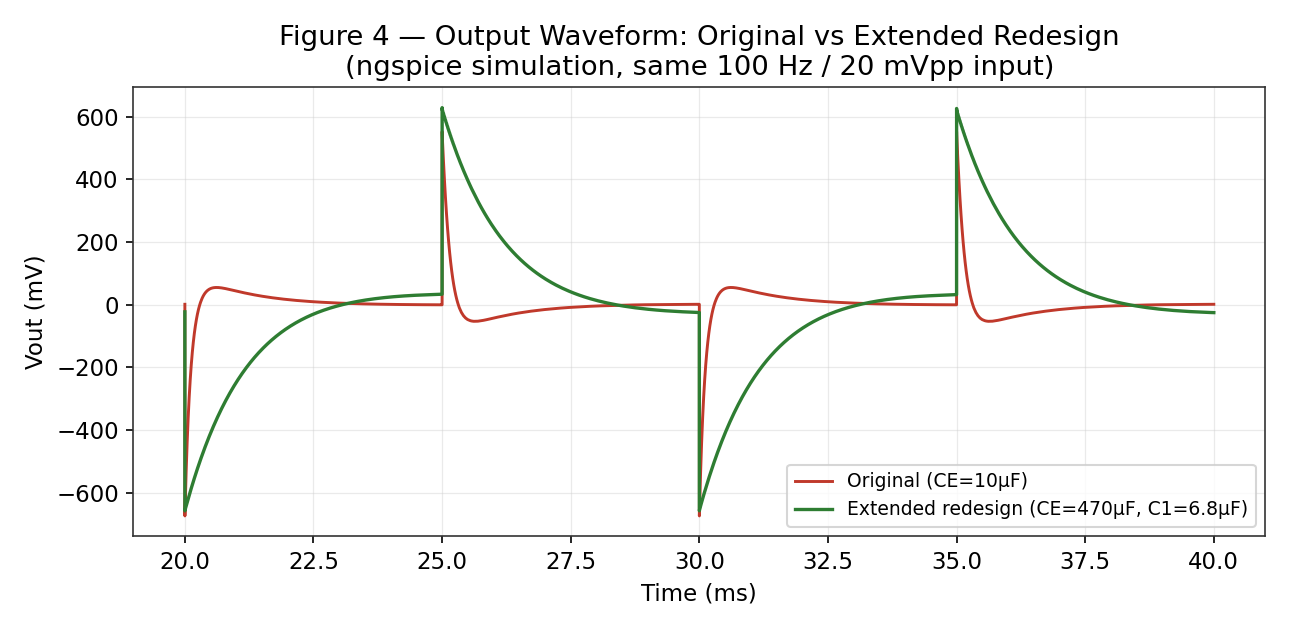 Figure 4 — Output Waveform: Original vs Extended Redesign
(ngspice simulation, same 100 Hz / 20 mVpp input)
Vout (mV)
600
400
200
0
−200
−400
−600
Original (CE=10µF)
Extended redesign (CE=470µF, C1=6.8µF)
20.0 22.5 25.0 27.5 30.0 32.5 35.0 37.5 40.0
Time (ms)